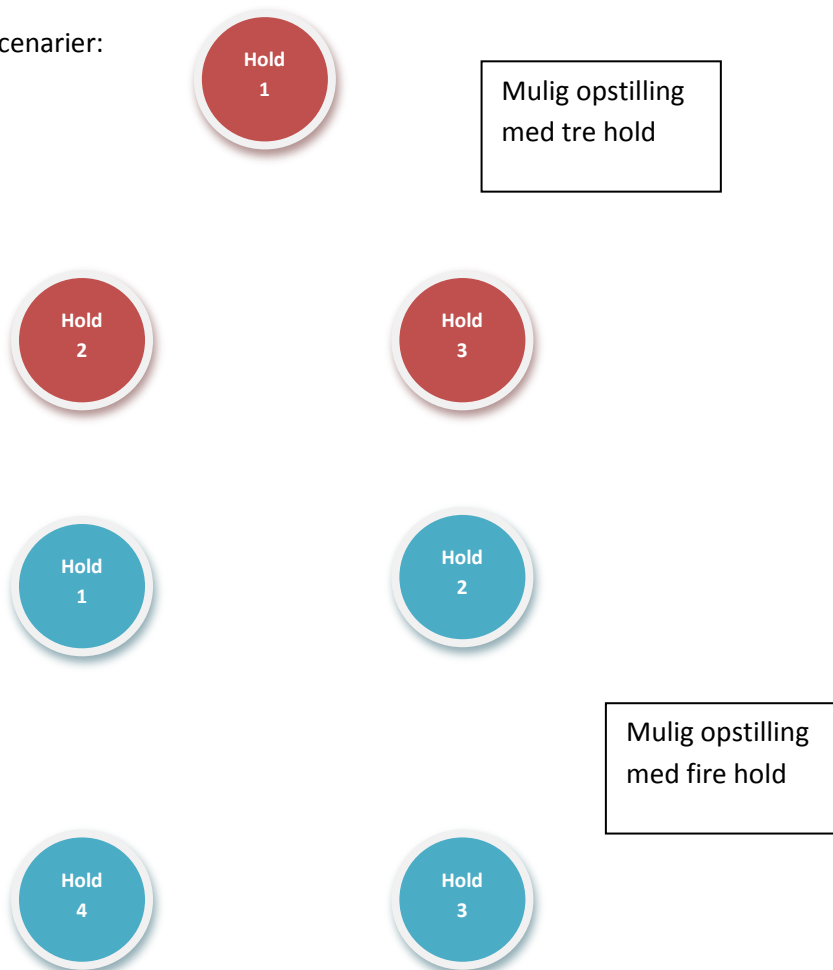 cenarier:
Hold
1
Mulig opstilling
med tre hold
Hold
2
Hold
3
Hold
1
Hold
2
Mulig opstilling
med fire hold
Hold
4
Hold
3